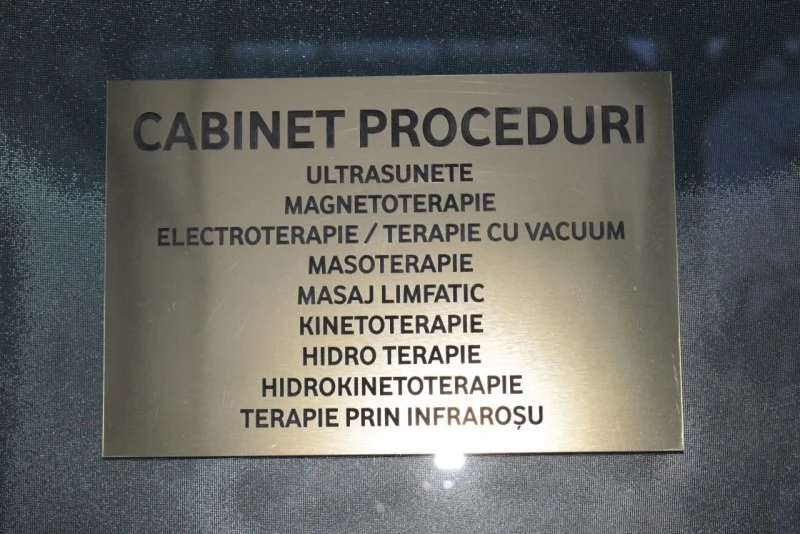 CABINET PROCEDURI
ULTRASUNETE
MAGNETOTERAPIE
ELECTROTERAPIE / TERAPIE CU VACUUM
MASOTERAPIE
MASAJ LIMFATIC
KINETOTERAPIE
HIDRO TERAPIE
HIDROKINETOTERAPIE
TERAPIE PRIN INFRAROȘU